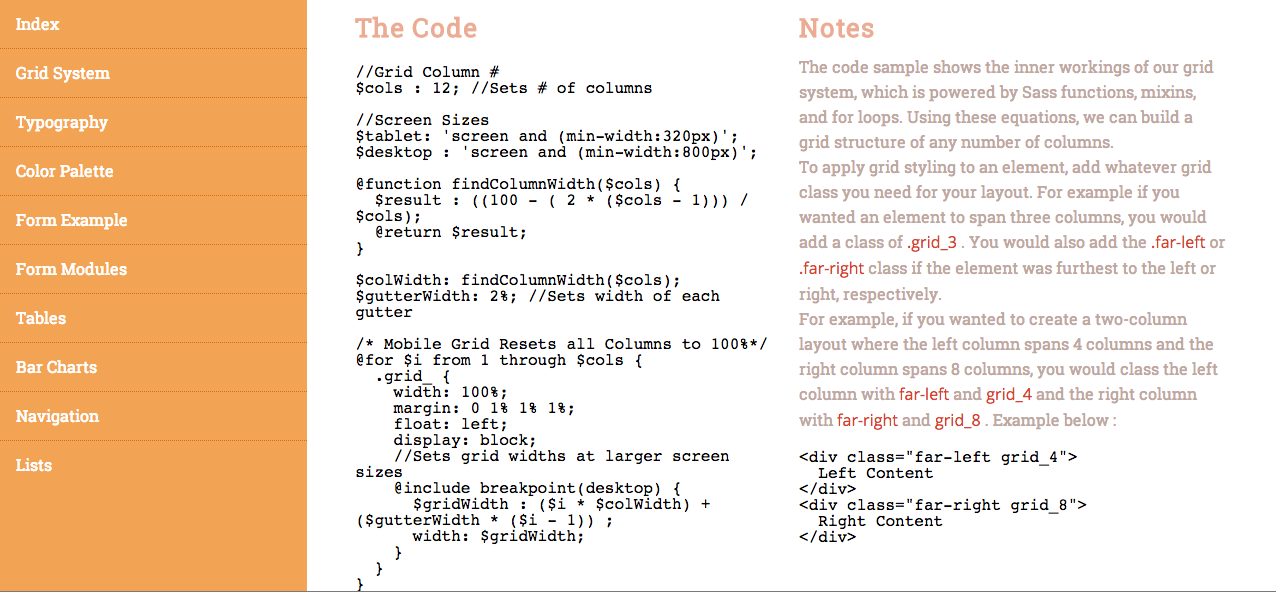 Index
Grid System
Typography
Color Palette
Form Example
Form Modules
Tables
Bar Charts
Navigation
Lists
The Code
//Grid Column #
$cols : 12; //Sets # of columns
//Screen Sizes
$tablet: 'screen and (min-width:320px)';
$desktop : 'screen and (min-width:800px)';
@function findColumnWidth($cols) {
  $result : ((100 - ( 2 * ($cols - 1))) /
$cols);
  @return $result;
}
$colWidth: findColumnWidth($cols);
$gutterWidth: 2%; //Sets width of each
gutter
/* Mobile Grid Resets all Columns to 100%*/
@for $i from 1 through $cols {
  .grid_ {
    width: 100%;
    margin: 0 1% 1% 1%;
    float: left;
    display: block;
    //Sets grid widths at larger screen
sizes
    @include breakpoint(desktop) {
      $gridWidth : ($i * $colWidth) +
($gutterWidth * ($i - 1)) ;
      width: $gridWidth;
    }
  }
}
Notes
The code sample shows the inner workings of our grid
system, which is powered by Sass functions, mixins,
and for loops. Using these equations, we can build a
grid structure of any number of columns.
To apply grid styling to an element, add whatever grid
class you need for your layout. For example if you
wanted an element to span three columns, you would
add a class of .grid_3 . You would also add the .far-left or
.far-right class if the element was furthest to the left or
right, respectively.
For example, if you wanted to create a two-column
layout where the left column spans 4 columns and the
right column spans 8 columns, you would class the left
column with far-left and grid_4 and the right column
with far-right and grid_8 . Example below :
<div class="far-left grid_4">
  Left Content
</div>
<div class="far-right grid_8">
  Right Content
</div>